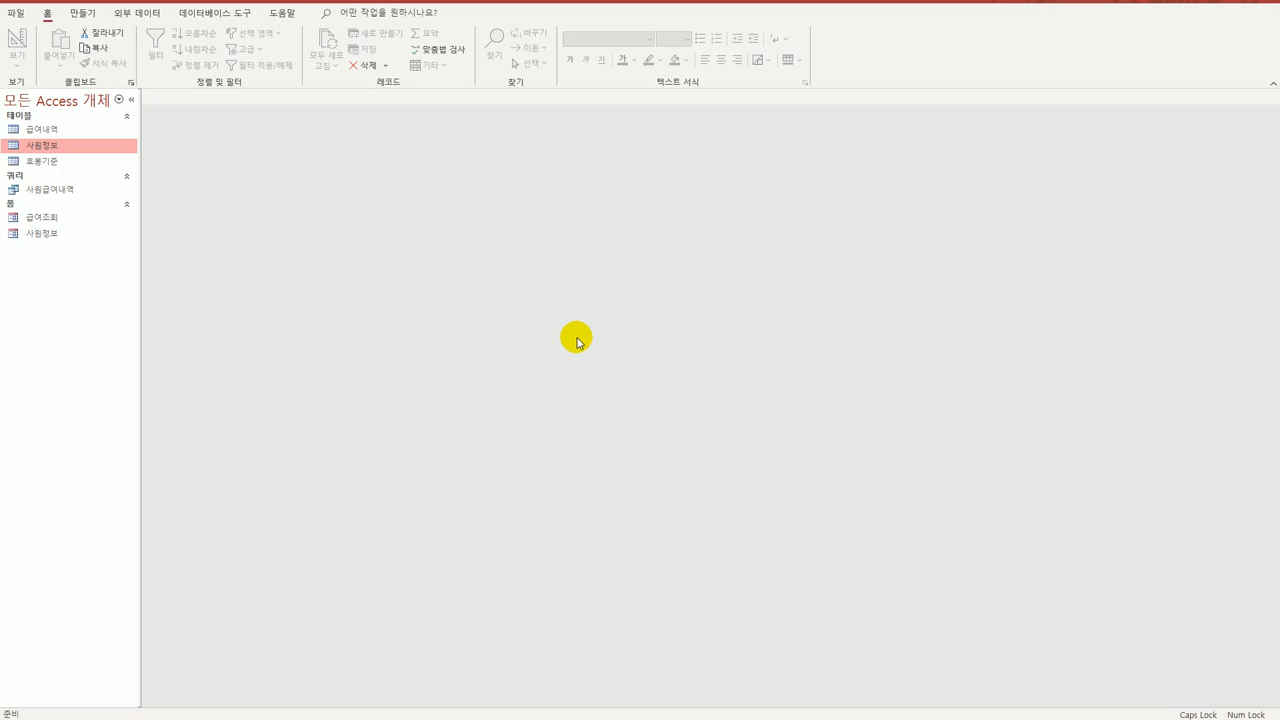 파일 홈 만들기 외부 데이터 데이터베이스 도구 도움말 어떤 작업을 원하시나요?
보기
보기
붙여넣기
잘라내기
복사
서식 복사
클립보드
필터
오름차순
내림차순
정렬 제거
선택 영역
고급
필터 적용/해제
정렬 및 필터
모두 새로
고침
새로 만들기
저장
삭제
요약
맞춤법 검사
기타
레코드
찾기
바꾸기
이동
선택
찾기
가 가 가 가
텍스트 서식
모든 Access 개체
테이블
급여내역
사원정보
호봉기준
쿼리
사원급여내역
폼
급여조회
사원정보
준비
Caps Lock Num Lock